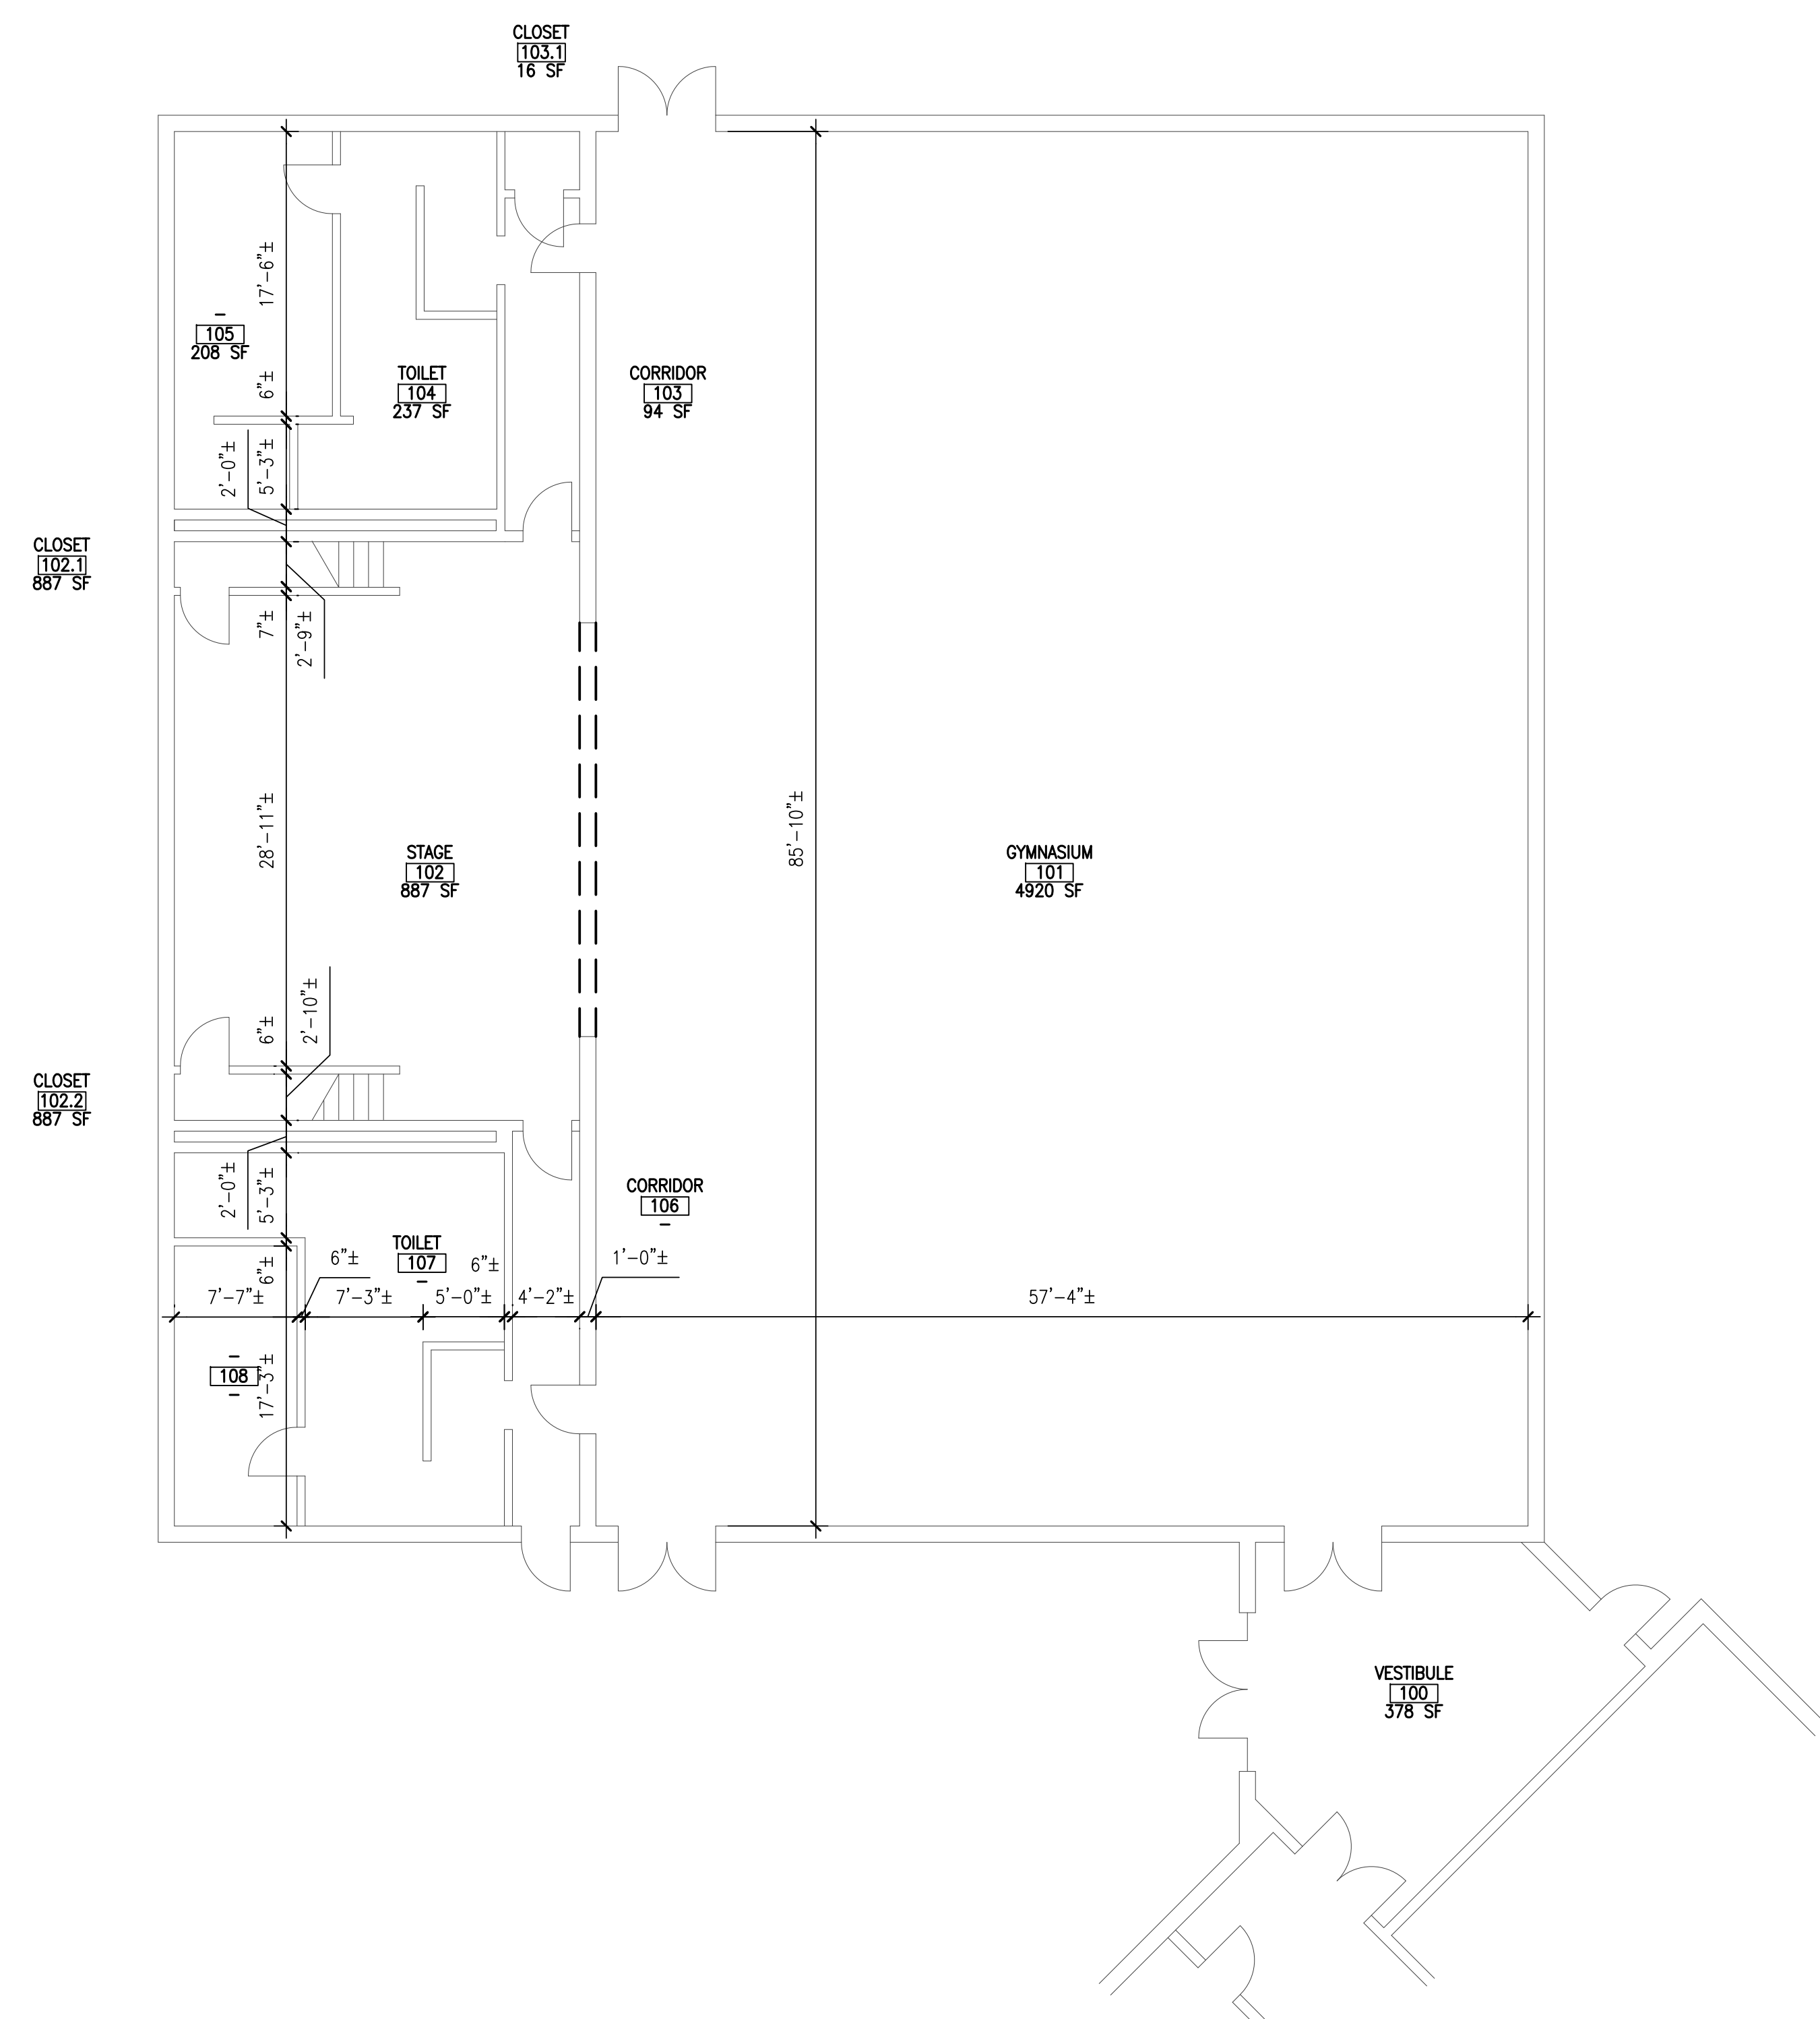 CLOSET
103.1
16 SF
17'-6"±
–
105
208 SF
6"±
TOILET
104
237 SF
CORRIDOR
103
94 SF
2'-0"±
5'-3"±
CLOSET
102.1
887 SF
7"±
2'-9"±
28'-11"±
85'-10"±
STAGE
102
887 SF
GYMNASIUM
101
4920 SF
6"±
2'-10"±
CLOSET
102.2
887 SF
2'-0"±
5'-3"±
CORRIDOR
106
–
TOILET
107
–
6"±
6"±
6"±
1'-0"±
7'-7"±
7'-3"±
5'-0"±
4'-2"±
57'-4"±
–
108
–
17'-3"±
VESTIBULE
100
378 SF